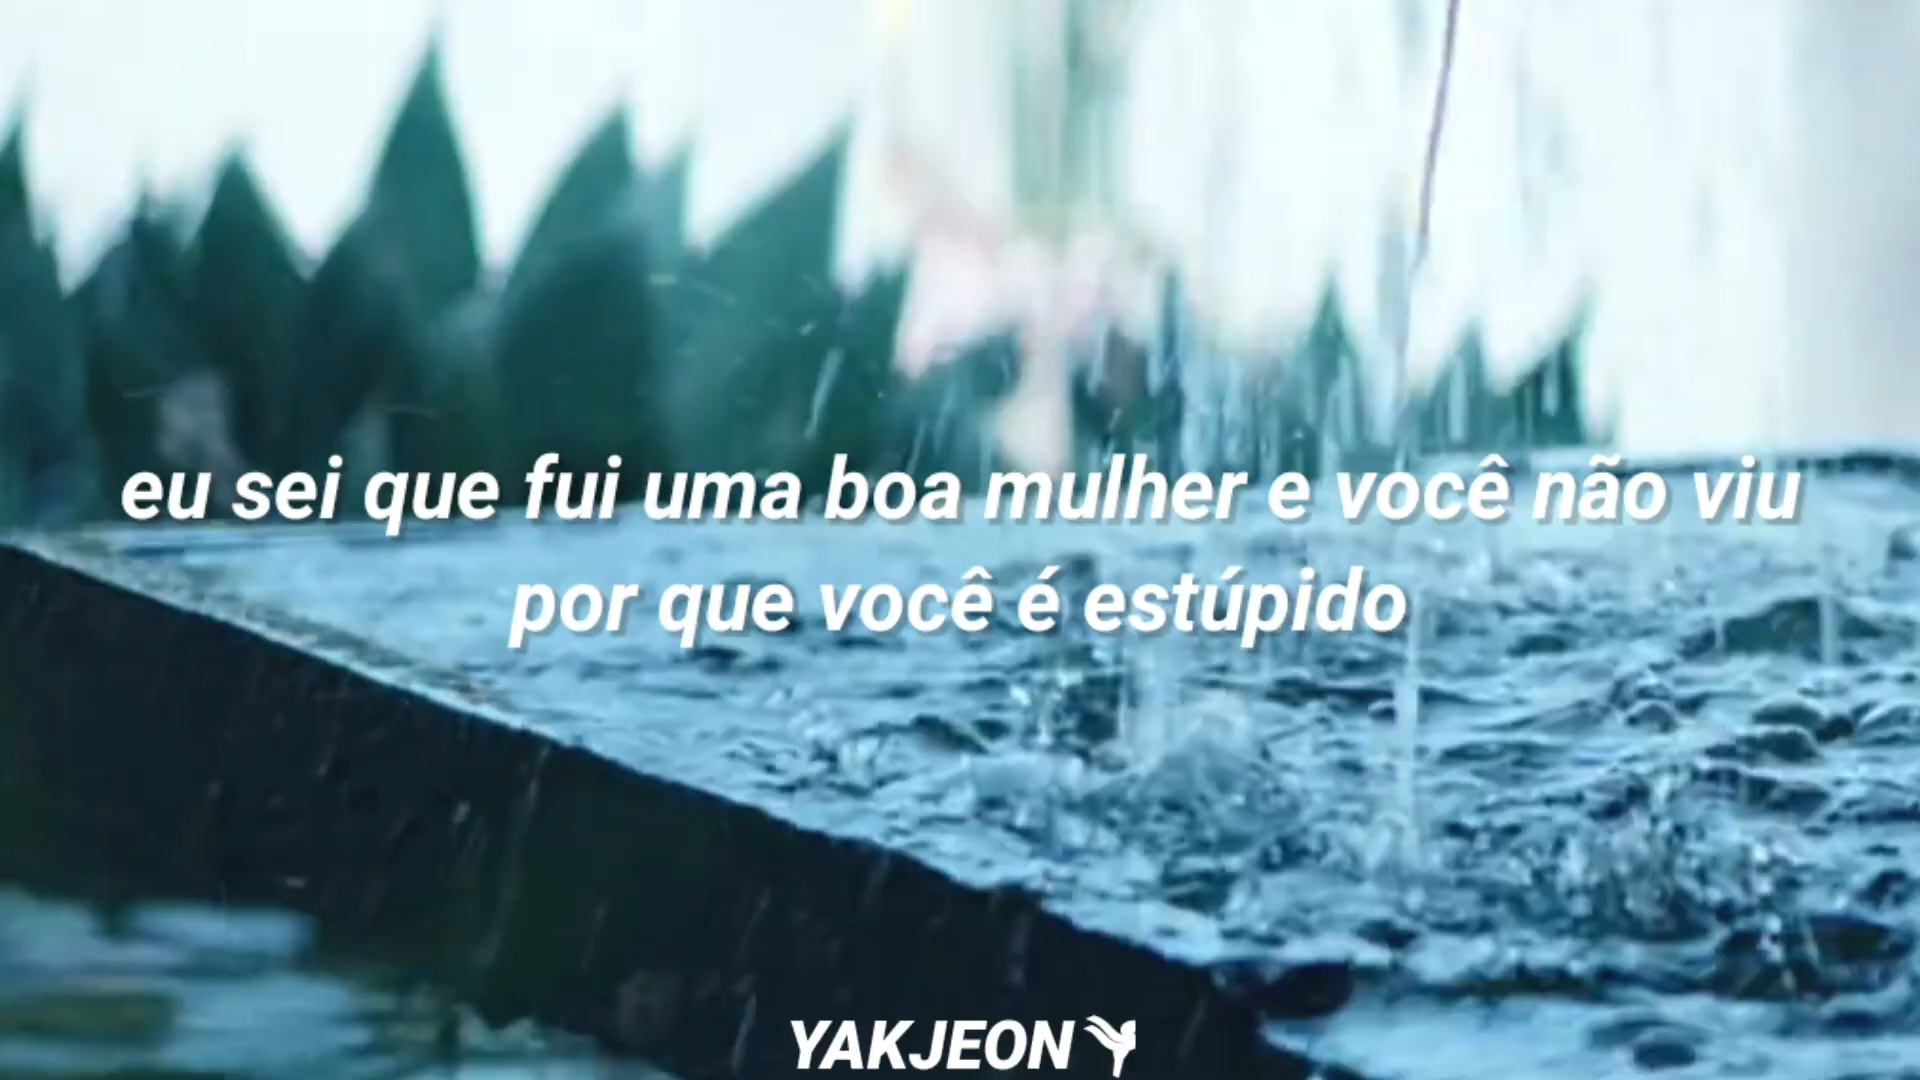 eu sei que fui uma boa mulher e você não viu
por que você é estúpido
YAKJEON